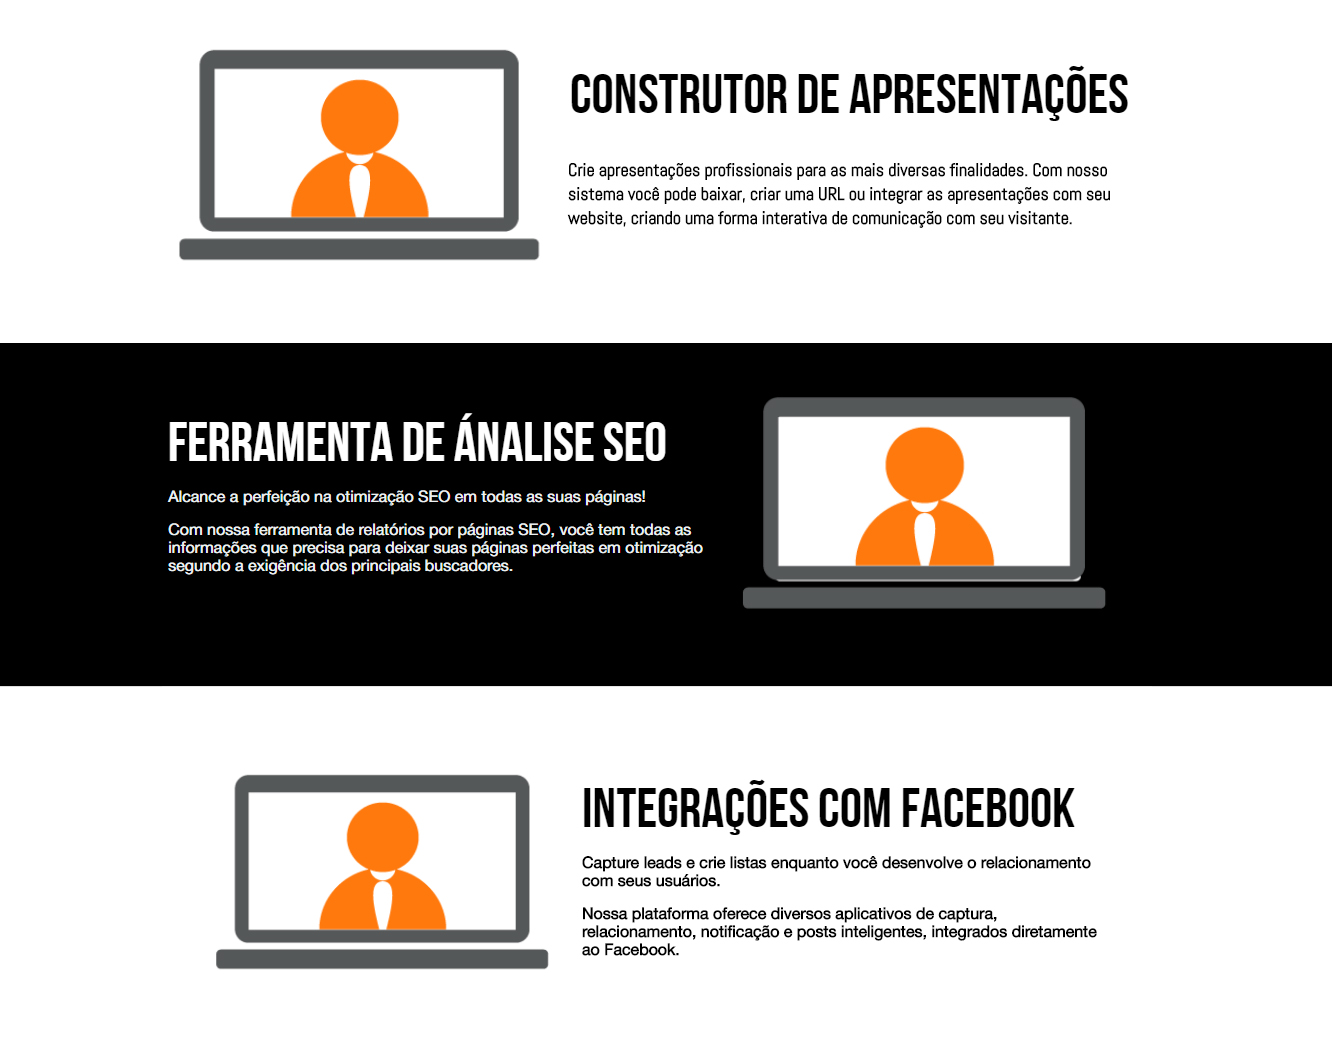 CONSTRUTOR DE APRESENTAÇÕES
Crie apresentações profissionais para as mais diversas finalidades. Com nosso
sistema você pode baixar, criar uma URL ou integrar as apresentações com seu
website, criando uma forma interativa de comunicação com seu visitante.
FERRAMENTA DE ÁNALISE SEO
Alcance a perfeição na otimização SEO em todas as suas páginas!
Com nossa ferramenta de relatórios por páginas SEO, você tem todas as
informações que precisa para deixar suas páginas perfeitas em otimização
segundo a exigência dos principais buscadores.
INTEGRAÇÕES COM FACEBOOK
Capture leads e crie listas enquanto você desenvolve o relacionamento
com seus usuários.
Nossa plataforma oferece diversos aplicativos de captura,
relacionamento, notificação e posts inteligentes, integrados diretamente
ao Facebook.